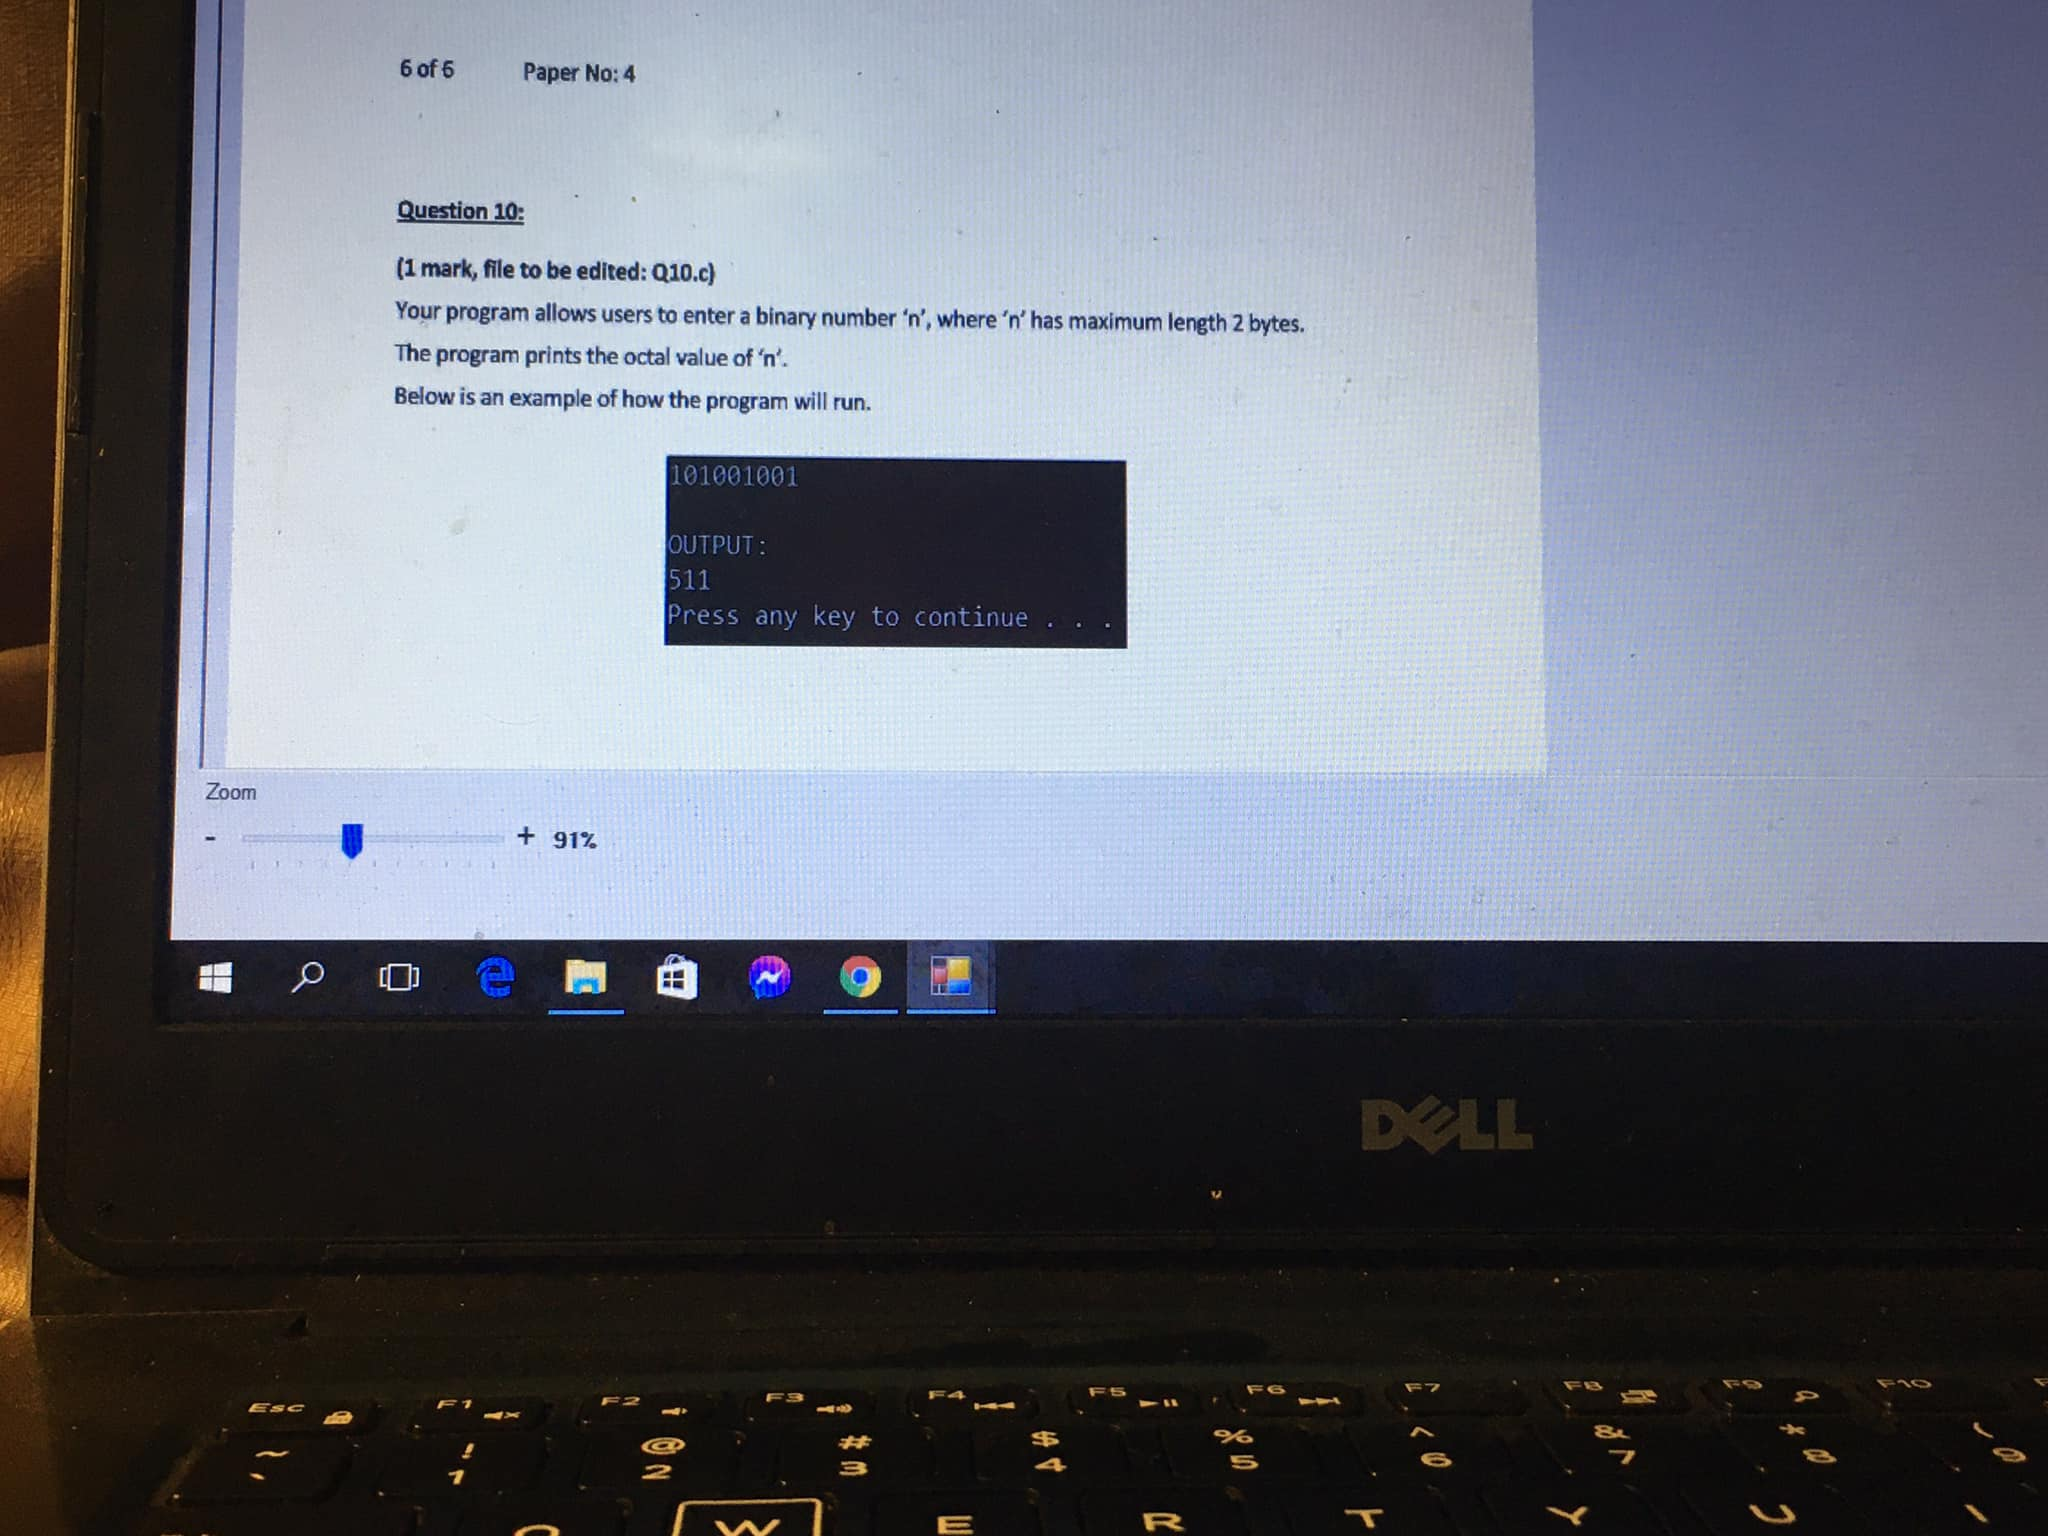 6 of 6 Paper No: 4
Question 10:
(1 mark, file to be edited: Q10.c)
Your program allows users to enter a binary number ‘n’, where ‘n’ has maximum length 2 bytes.
The program prints the octal value of ‘n’.
Below is an example of how the program will run.
101001001
OUTPUT:
511
Press any key to continue . . .
Zoom
- + 91%
DELL
Esc F1 F2 F3 F4 F5 F6 F7 F8 F9 F10
~ ! @ # $ % ^ & * (
` 1 2 3 4 5 6 7 8 9
W E R T Y U I